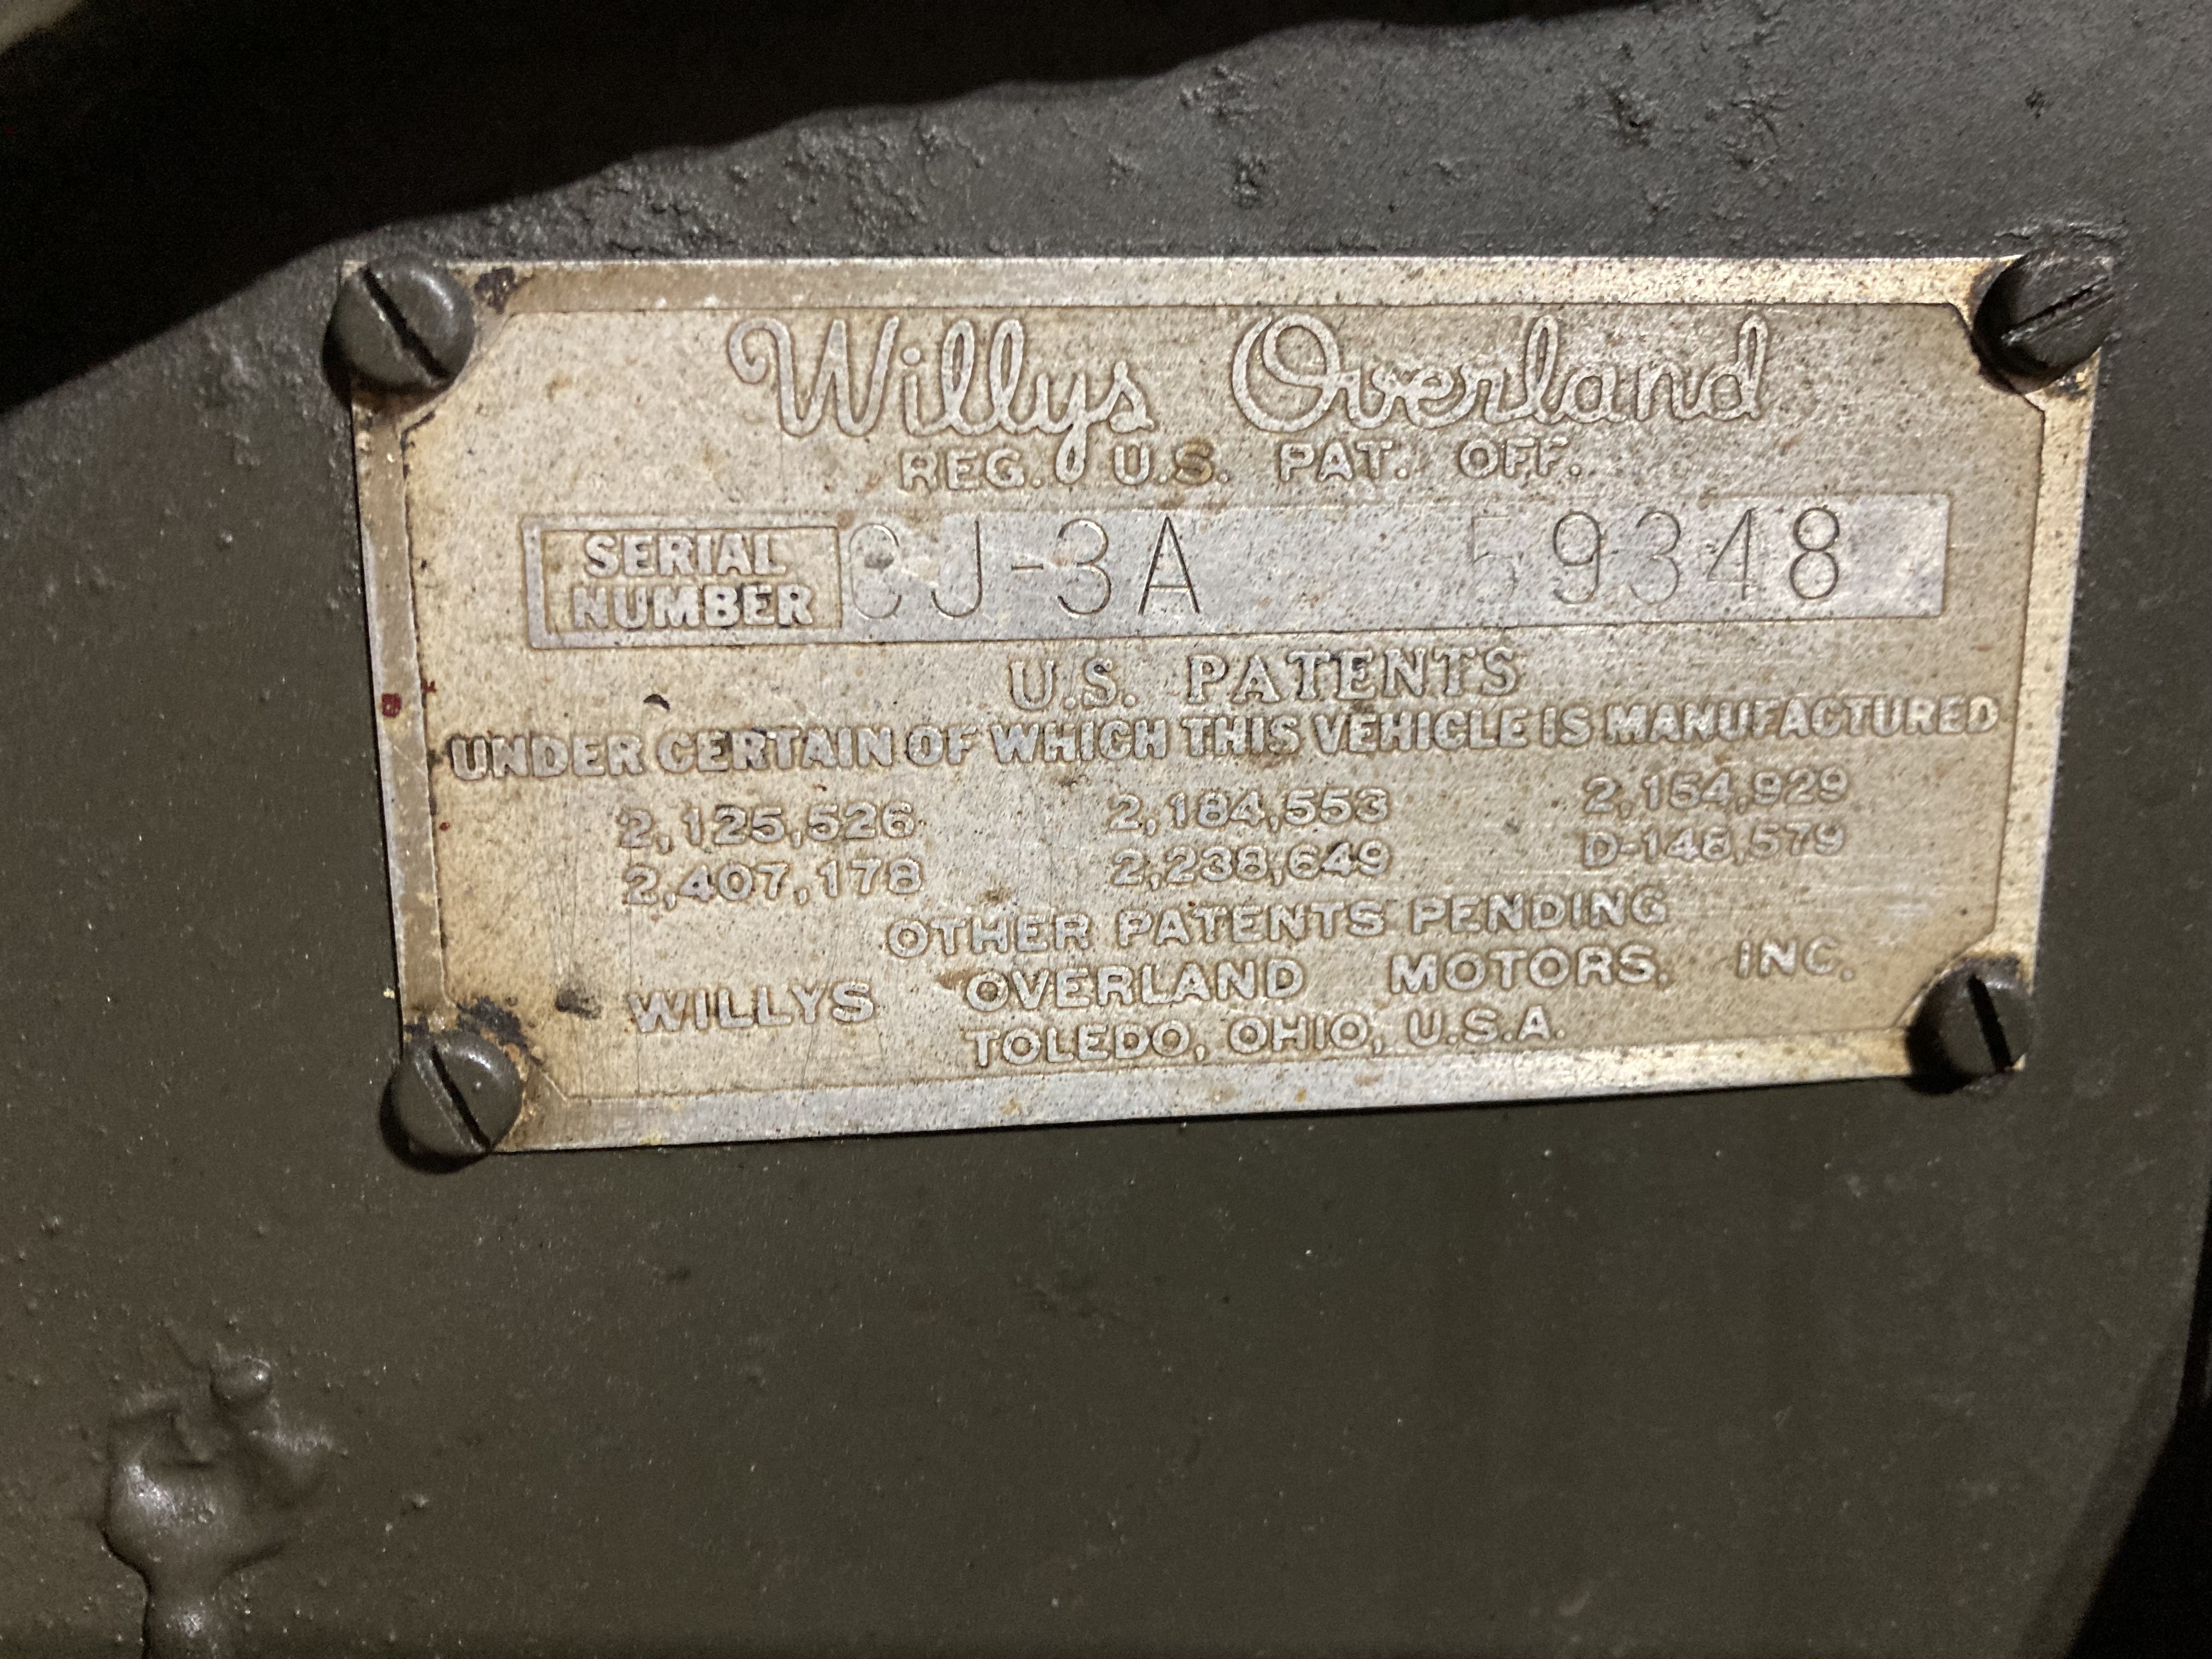 Willys Overland
REG. U.S. PAT. OFF.
SERIAL NUMBER CJ-3A 59348
U.S. PATENTS
UNDER CERTAIN OF WHICH THIS VEHICLE IS MANUFACTURED
2,125,526 2,184,553 2,154,929
2,407,178 2,238,649 D-148,579
OTHER PATENTS PENDING
WILLYS OVERLAND MOTORS, INC.
TOLEDO, OHIO, U.S.A.